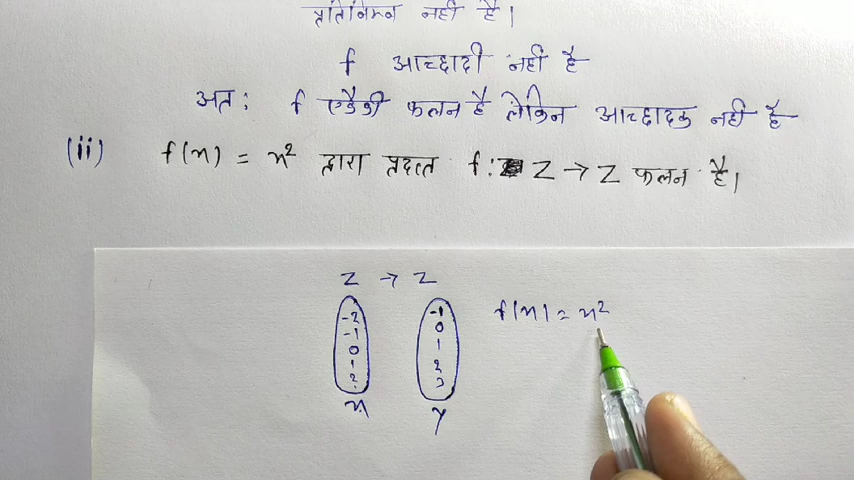 प्रतिबिम्ब नहीं है।
f आच्छादी नहीं है
अतः f एकैकी फलन है लेकिन आच्छादक नहीं है
(ii) f(x) = x² द्वारा प्रदत्त f: Z → Z फलन है।
Z → Z
-2 -1
-1 0 f(x) = x²
0 1
1 2
2 3
x y